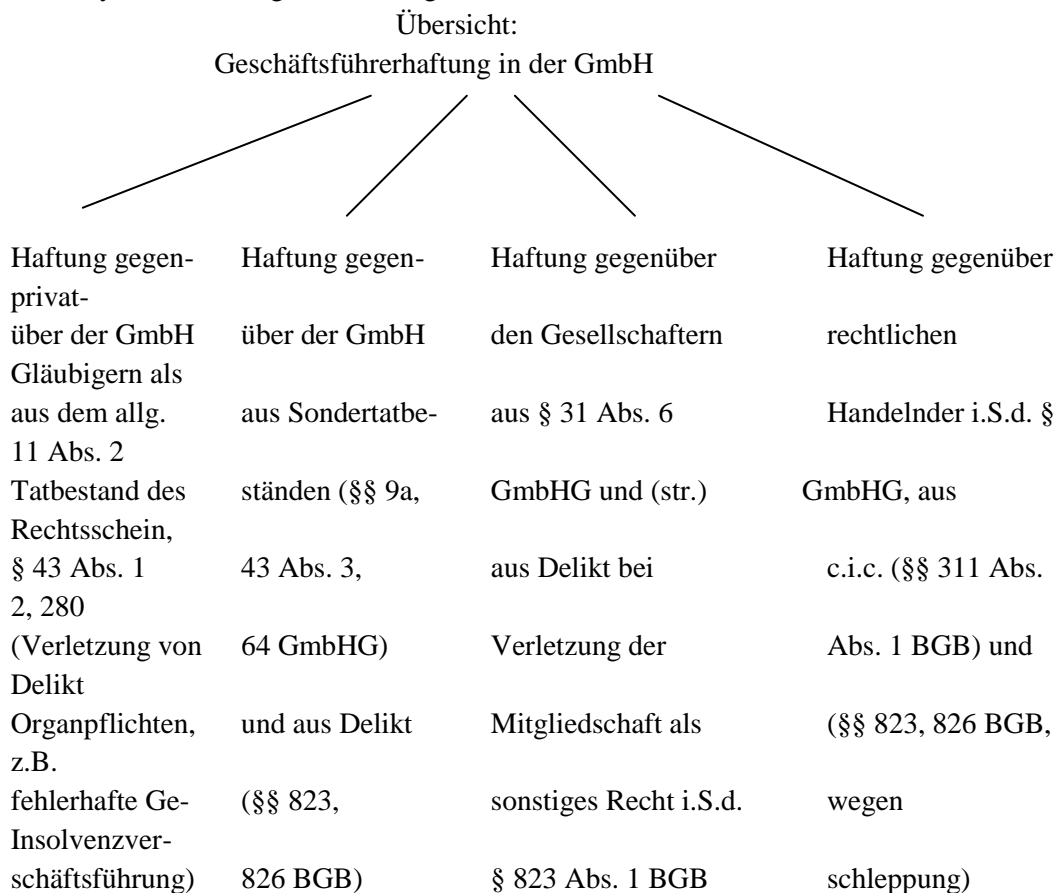 Übersicht:
Geschäftsführerhaftung in der GmbH
Haftung gegen- Haftung gegen- Haftung gegenüber Haftung gegenüber
privat-
über der GmbH über der GmbH den Gesellschaftern rechtlichen
Gläubigern als
aus dem allg. aus Sondertatbe- aus § 31 Abs. 6 Handelnder i.S.d. §
11 Abs. 2
Tatbestand des ständen (§§ 9a, GmbHG und (str.) GmbHG, aus
Rechtsschein,
§ 43 Abs. 1 43 Abs. 3, aus Delikt bei c.i.c. (§§ 311 Abs.
2, 280
(Verletzung von 64 GmbHG) Verletzung der Abs. 1 BGB) und
Delikt
Organpflichten, und aus Delikt Mitgliedschaft als (§§ 823, 826 BGB,
z.B.
fehlerhafte Ge- (§§ 823, sonstiges Recht i.S.d. wegen
Insolvenzver-
schäftsführung) 826 BGB) § 823 Abs. 1 BGB schleppung)